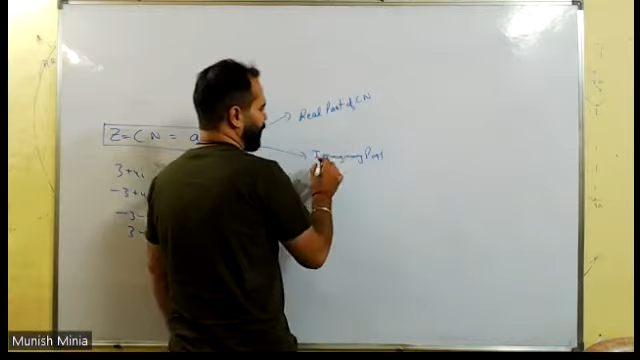 Real Part of CN
Z = C N = a
Imaginary Part
3+4i
-3+4
-3-
3-
Munish Minia